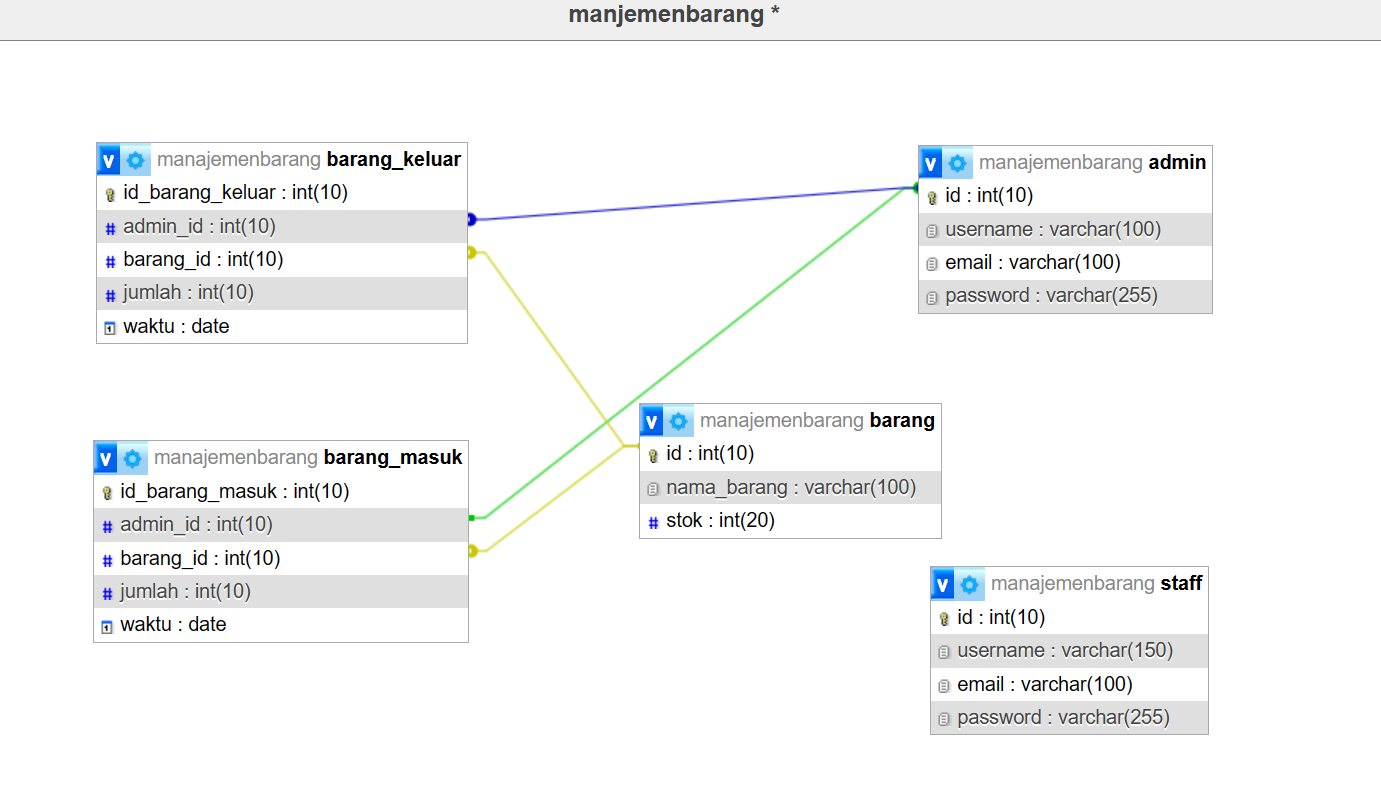 manjemenbarang *
v manajemenbarang barang_keluar
id_barang_keluar : int(10)
# admin_id : int(10)
# barang_id : int(10)
# jumlah : int(10)
waktu : date
v manajemenbarang admin
id : int(10)
username : varchar(100)
email : varchar(100)
password : varchar(255)
v manajemenbarang barang
id : int(10)
nama_barang : varchar(100)
# stok : int(20)
v manajemenbarang barang_masuk
id_barang_masuk : int(10)
# admin_id : int(10)
# barang_id : int(10)
# jumlah : int(10)
waktu : date
v manajemenbarang staff
id : int(10)
username : varchar(150)
email : varchar(100)
password : varchar(255)